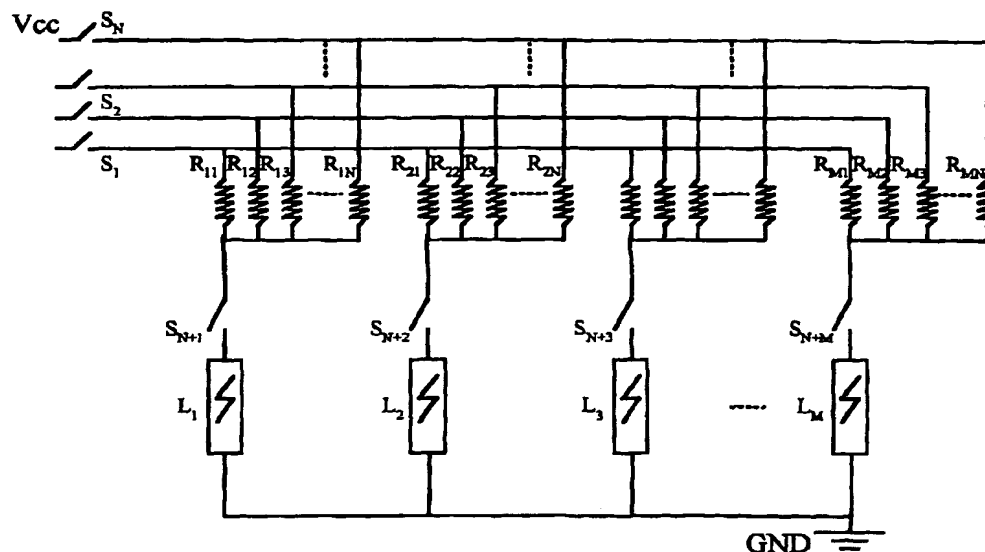 Vcc S_N
S_2
S_1 R_11 R_12 R_13 R_1N R_21 R_22 R_23 R_2N R_M1 R_M2 R_M3 R_MN
S_N+1 S_N+2 S_N+3 S_N+M
L_1 L_2 L_3 L_M
GND